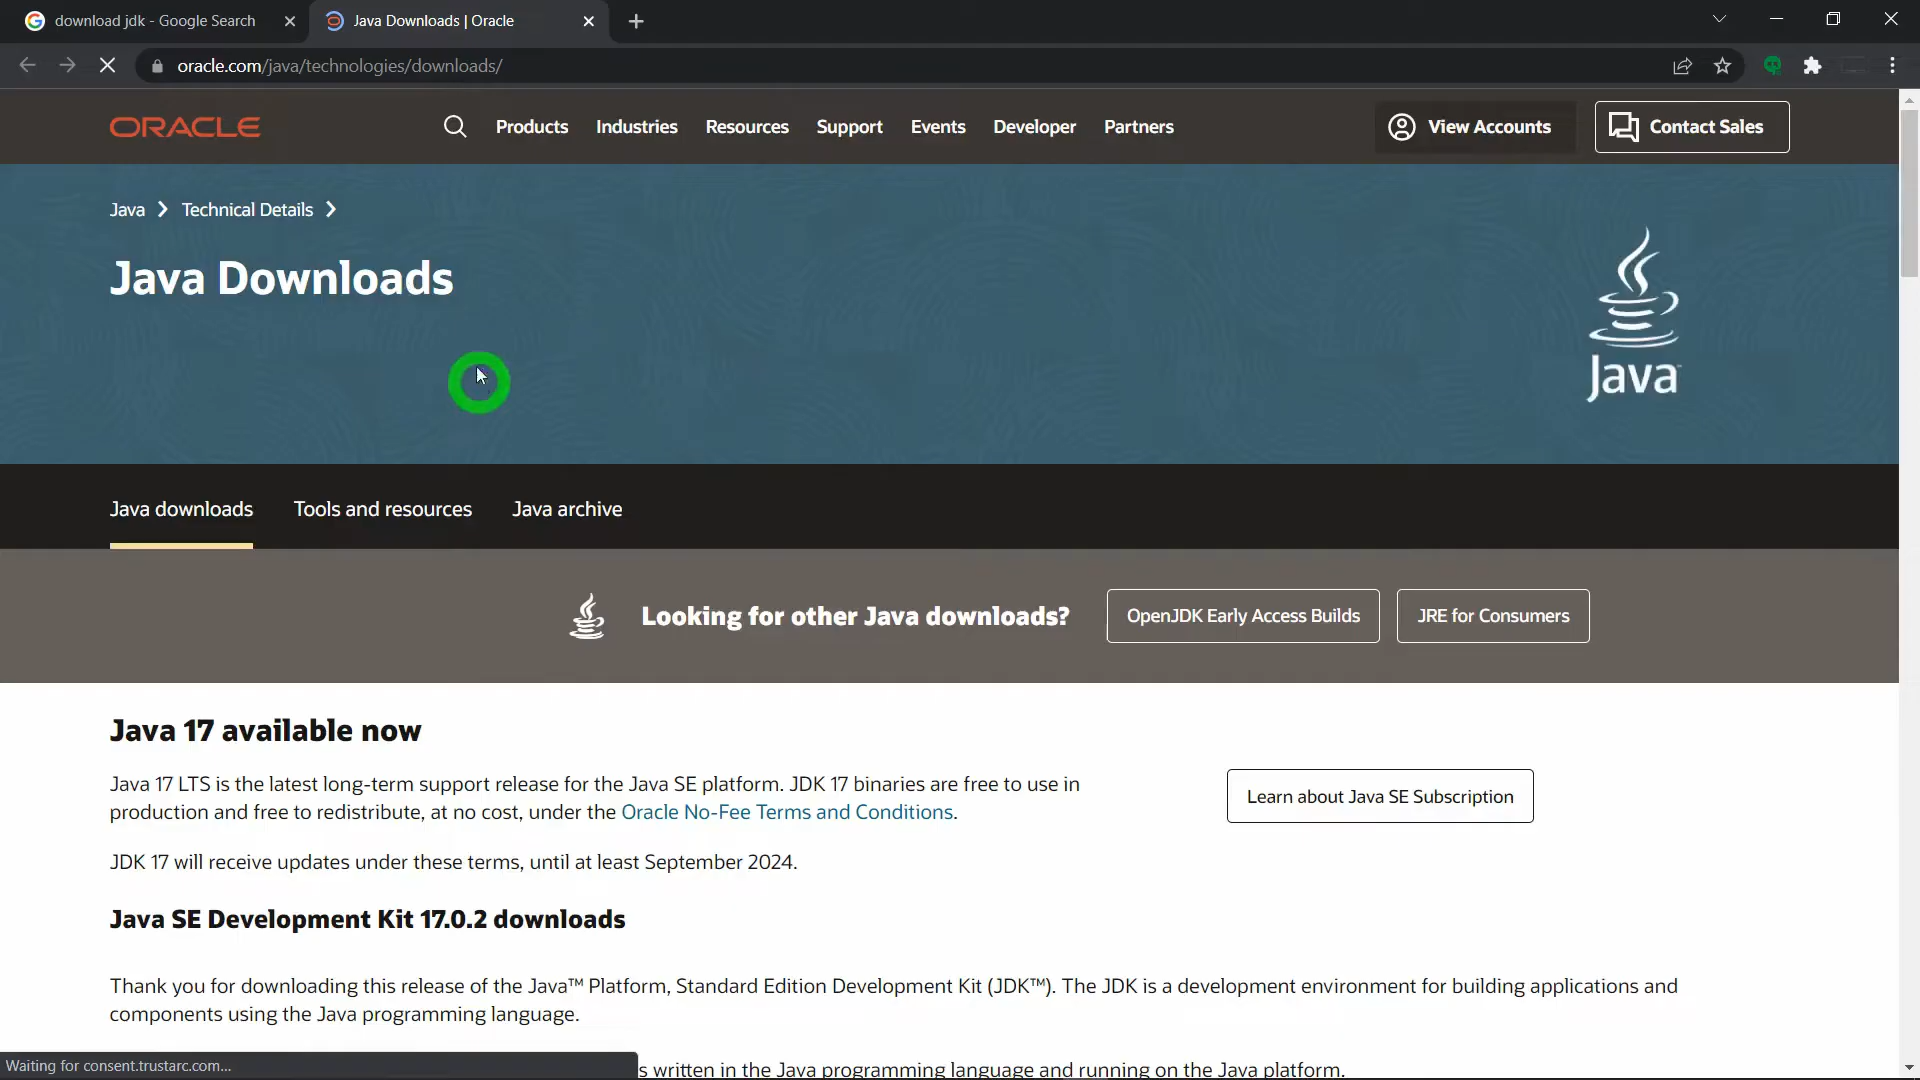 download jdk - Google Search
Java Downloads | Oracle
oracle.com/java/technologies/downloads/
ORACLE
Products
Industries
Resources
Support
Events
Developer
Partners
View Accounts
Contact Sales
Java
Technical Details
Java Downloads
Java
Java downloads
Tools and resources
Java archive
Looking for other Java downloads?
OpenJDK Early Access Builds
JRE for Consumers
Java 17 available now
Java 17 LTS is the latest long-term support release for the Java SE platform. JDK 17 binaries are free to use in
production and free to redistribute, at no cost, under the Oracle No-Fee Terms and Conditions.
Learn about Java SE Subscription
JDK 17 will receive updates under these terms, until at least September 2024.
Java SE Development Kit 17.0.2 downloads
Thank you for downloading this release of the Java™ Platform, Standard Edition Development Kit (JDK™). The JDK is a development environment for building applications and
components using the Java programming language.
Waiting for consent.trustarc.com...
s written in the Java programming language and running on the Java platform.